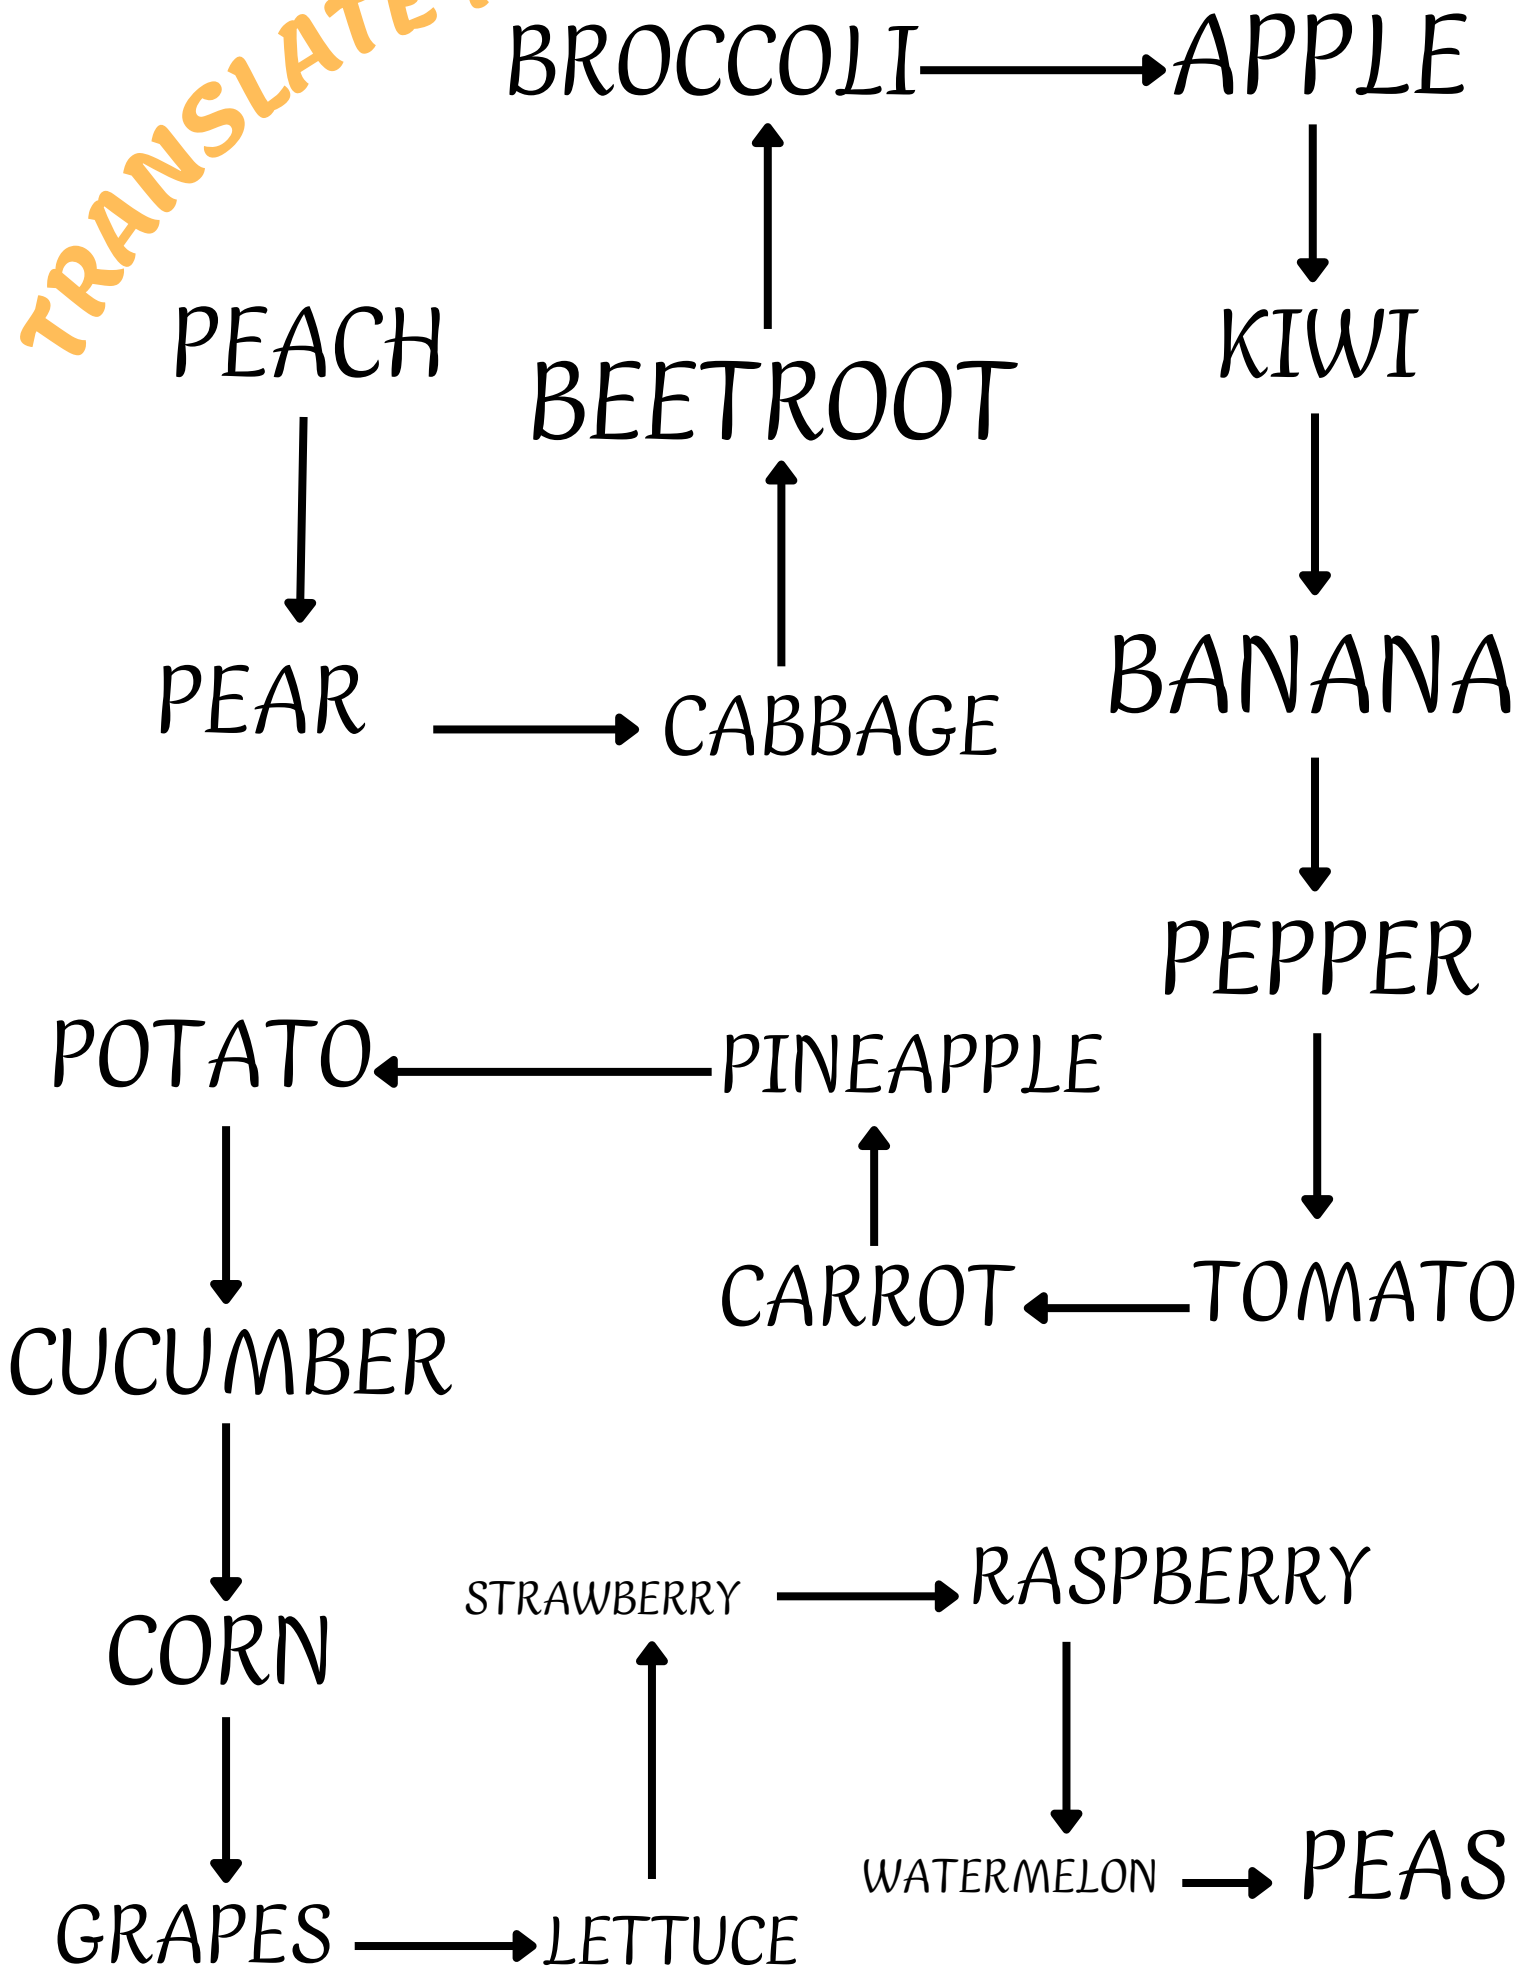 TRANSLATE
BROCCOLI
APPLE
PEACH
BEETROOT
KIWI
PEAR
CABBAGE
BANANA
PEPPER
POTATO
PINEAPPLE
CARROT
TOMATO
CUCUMBER
CORN
STRAWBERRY
RASPBERRY
GRAPES
LETTUCE
WATERMELON
PEAS